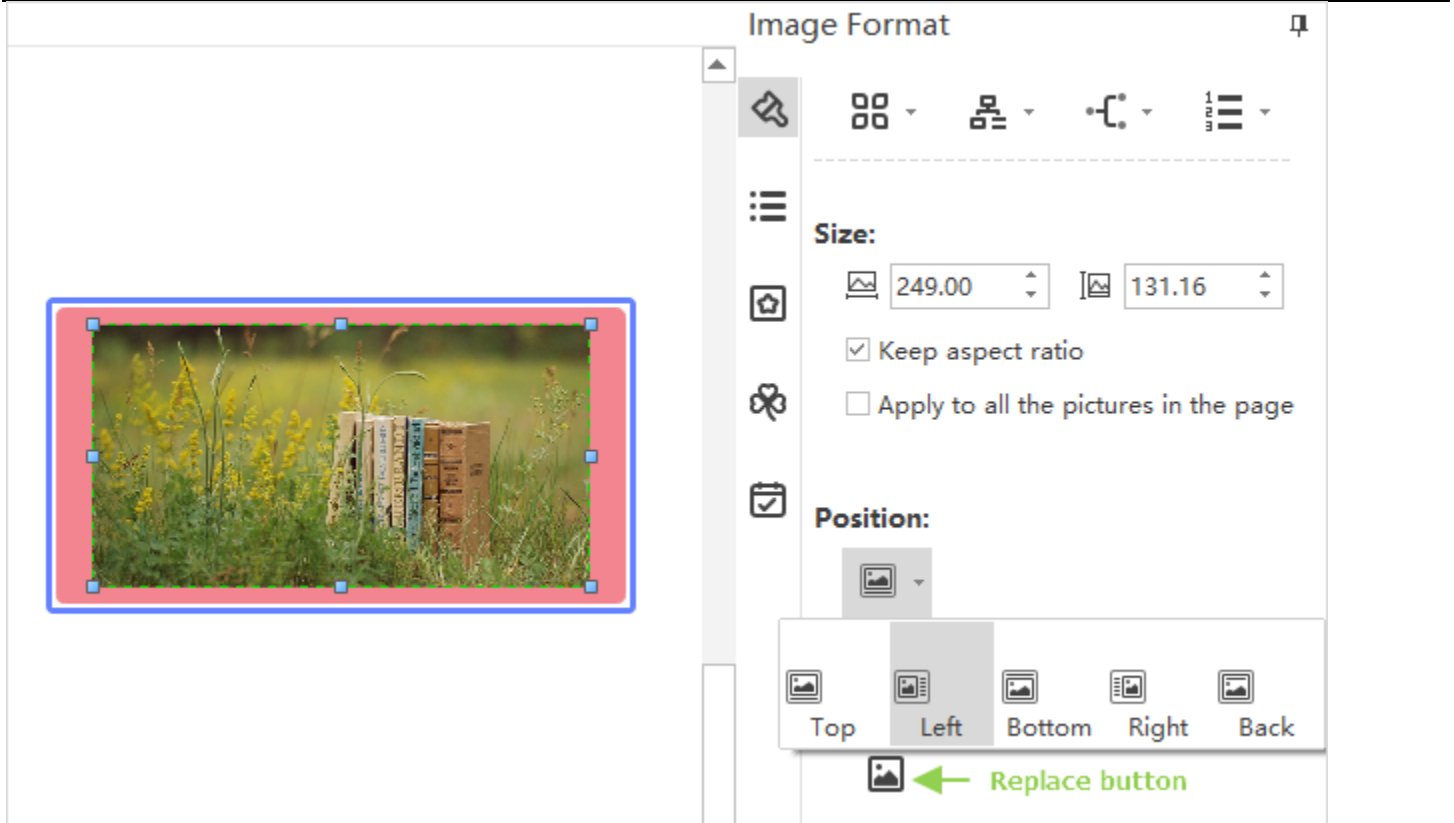 Image Format
Size:
249.00 131.16
Keep aspect ratio
Apply to all the pictures in the page
Position:
Top Left Bottom Right Back
Replace button